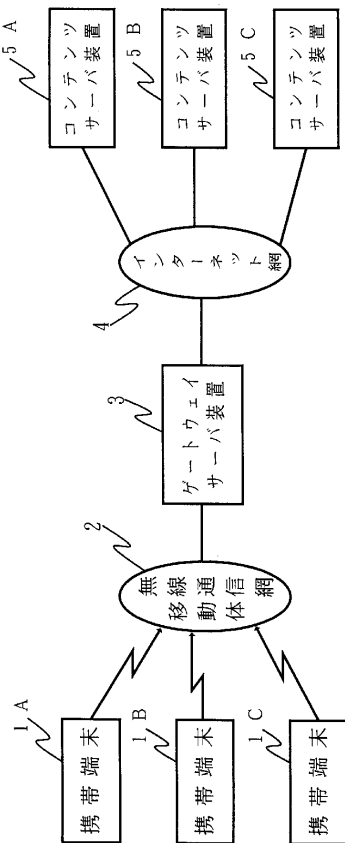 1A
携帯端末
1B
携帯端末
1C
携帯端末
2
無線通信網
移動体
3
ゲートウェイ
サーバ装置
4
インターネット網
5A
コンテンツ
サーバ装置
5B
コンテンツ
サーバ装置
5C
コンテンツ
サーバ装置